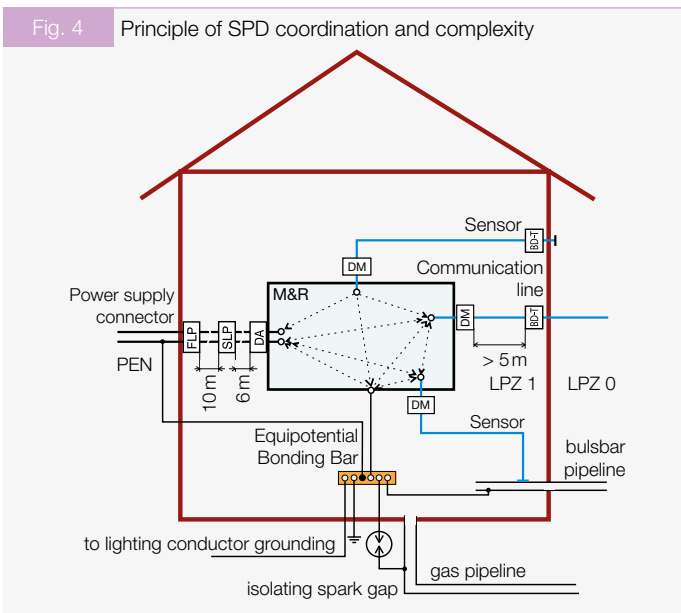 Fig. 4
Principle of SPD coordination and complexity
Sensor
BD-T
DM
Communication
line
M&R
Power supply
connector
FLP
SLP
DA
DM
BD-T
PEN
> 5 m
10 m
6 m
LPZ 1
LPZ 0
DM
Sensor
Equipotential
Bonding Bar
bulsbar
pipeline
to lighting conductor grounding
gas pipeline
isolating spark gap